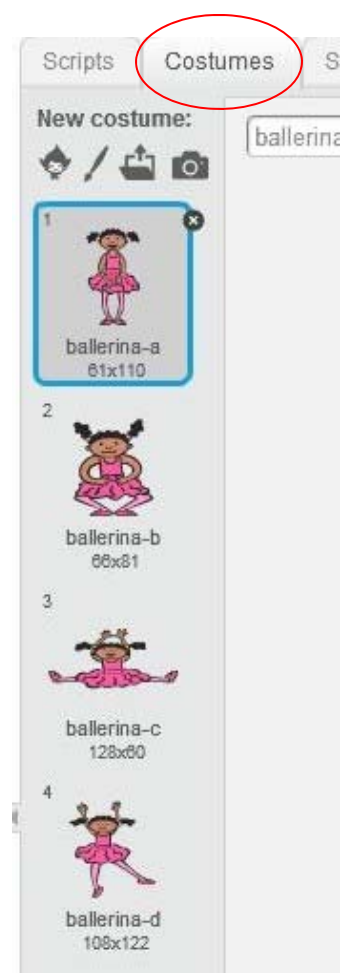 Scripts Costumes S
New costume:
ballerina
1
ballerina-a
61x110
2
ballerina-b
66x81
3
ballerina-c
128x60
4
ballerina-d
108x122